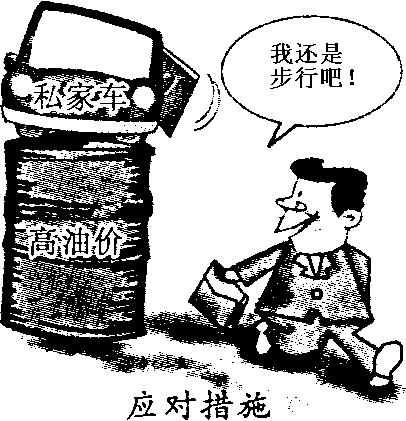 私家车
高油价
我还是
步行吧！
应对措施